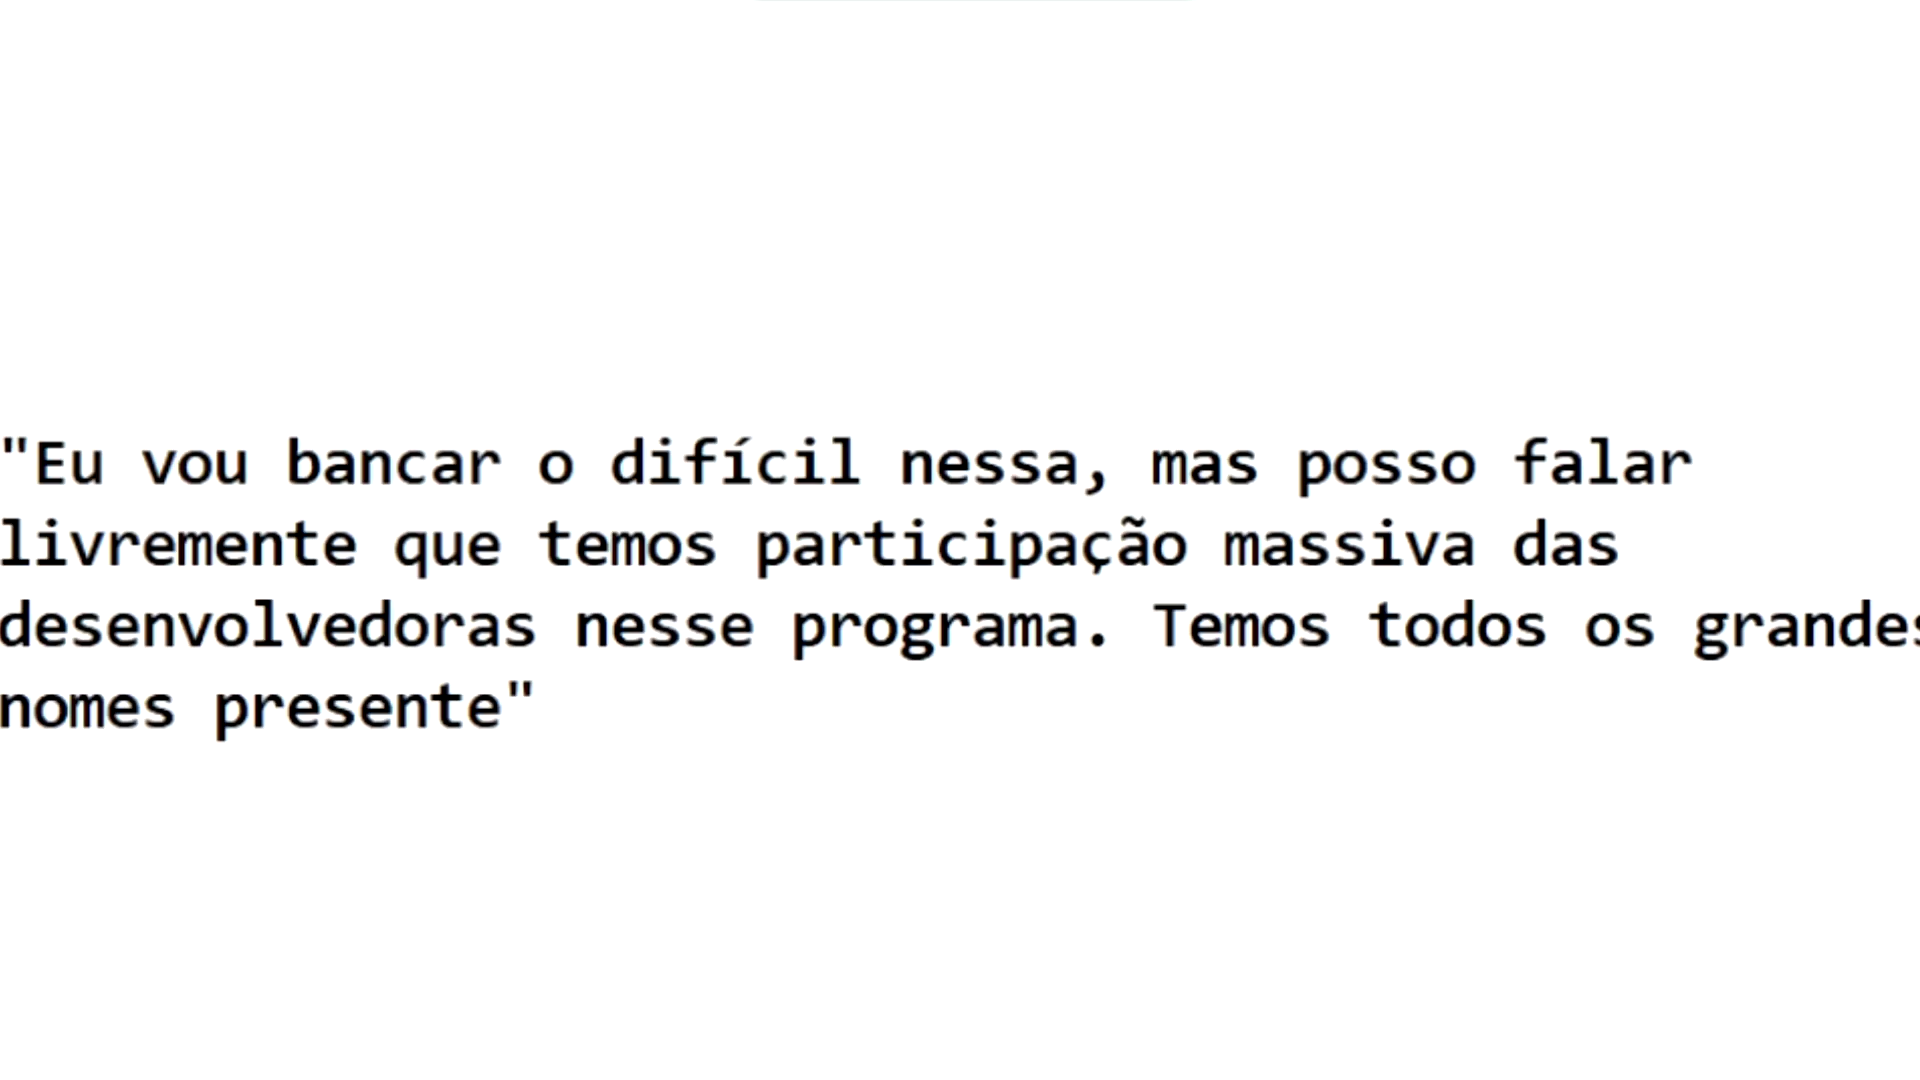 "Eu vou bancar o difícil nessa, mas posso falar
livremente que temos participação massiva das
desenvolvedoras nesse programa. Temos todos os grandes
nomes presente"